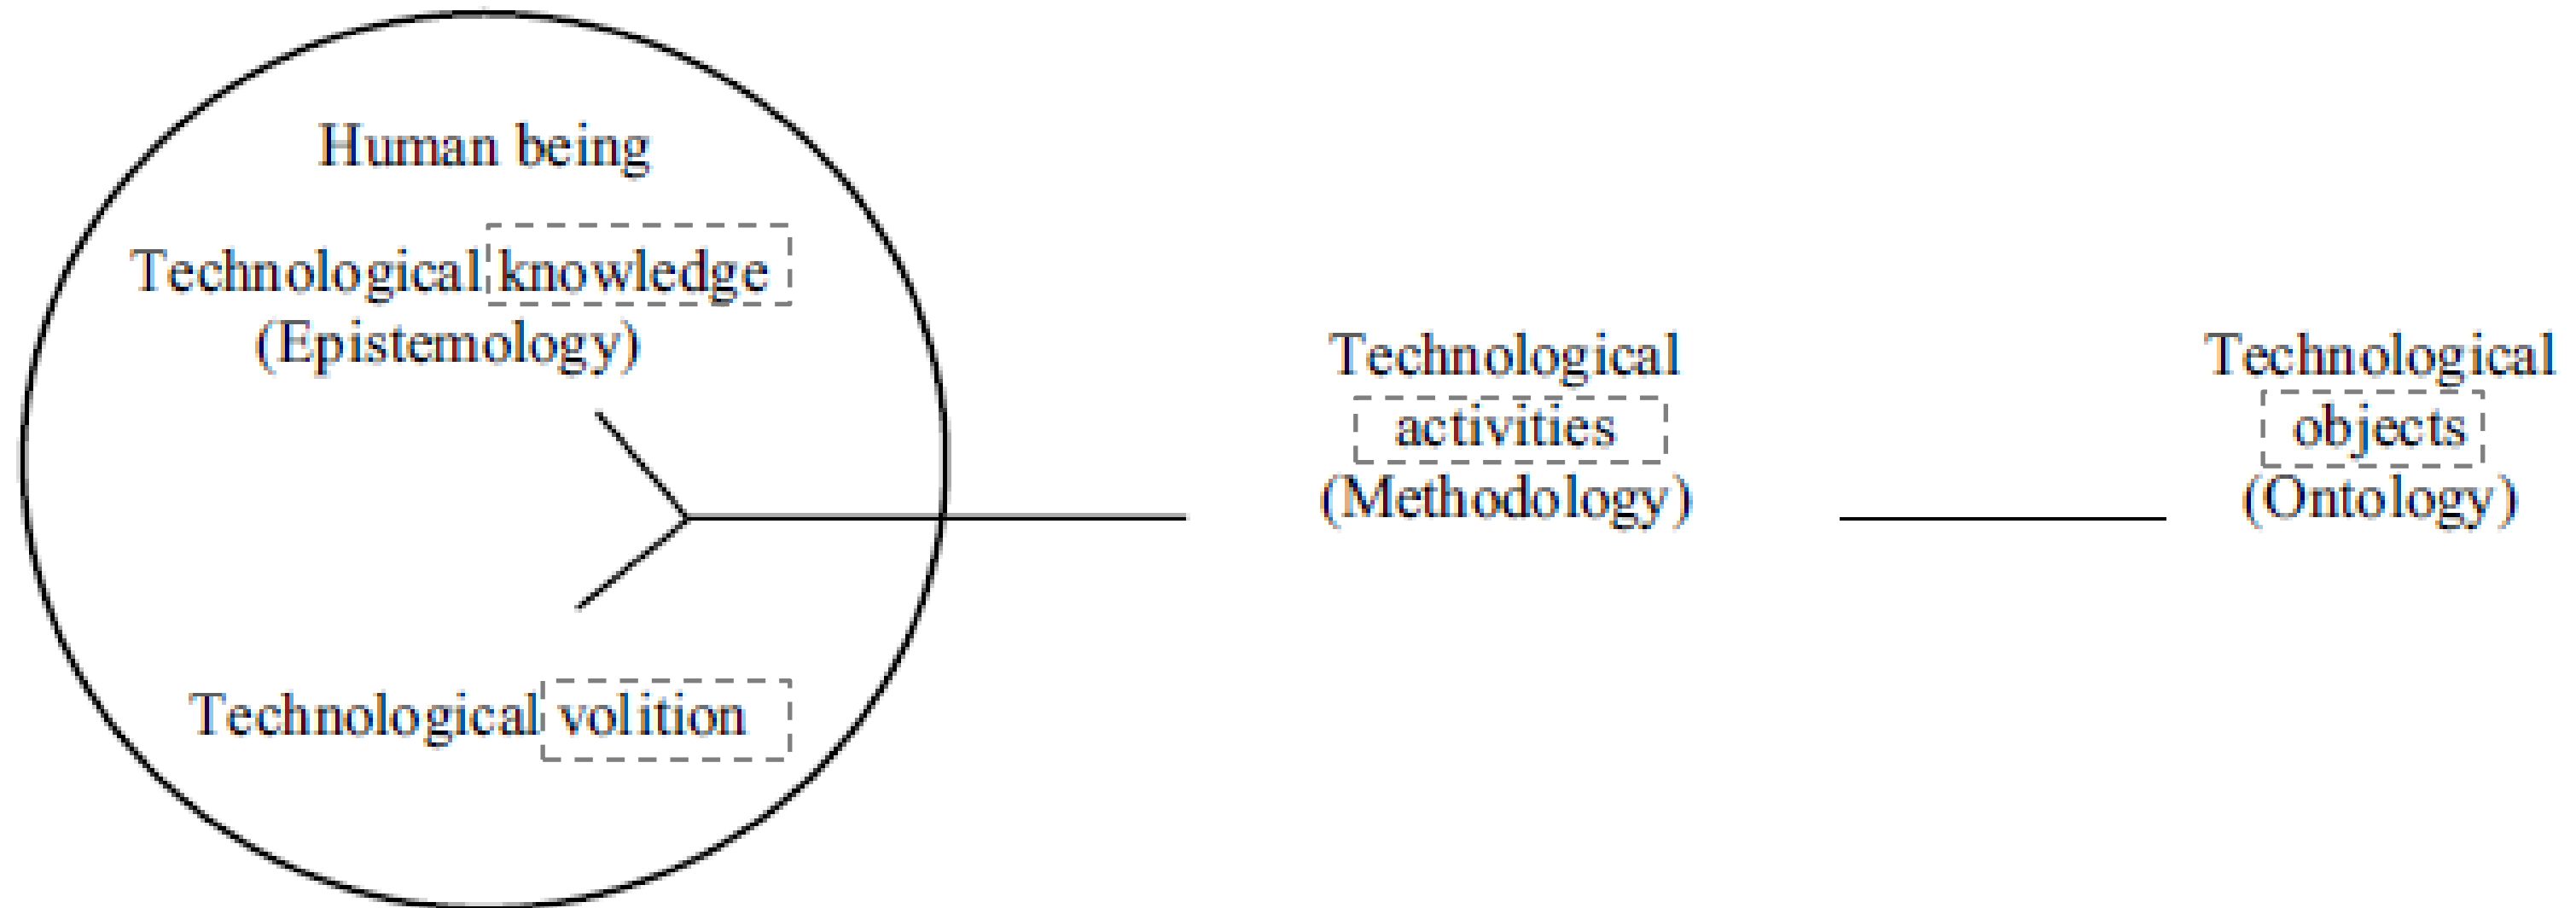 Human being
Technological knowledge
(Epistemology)
Technological volition
Technological
activities
(Methodology)
Technological
objects
(Ontology)